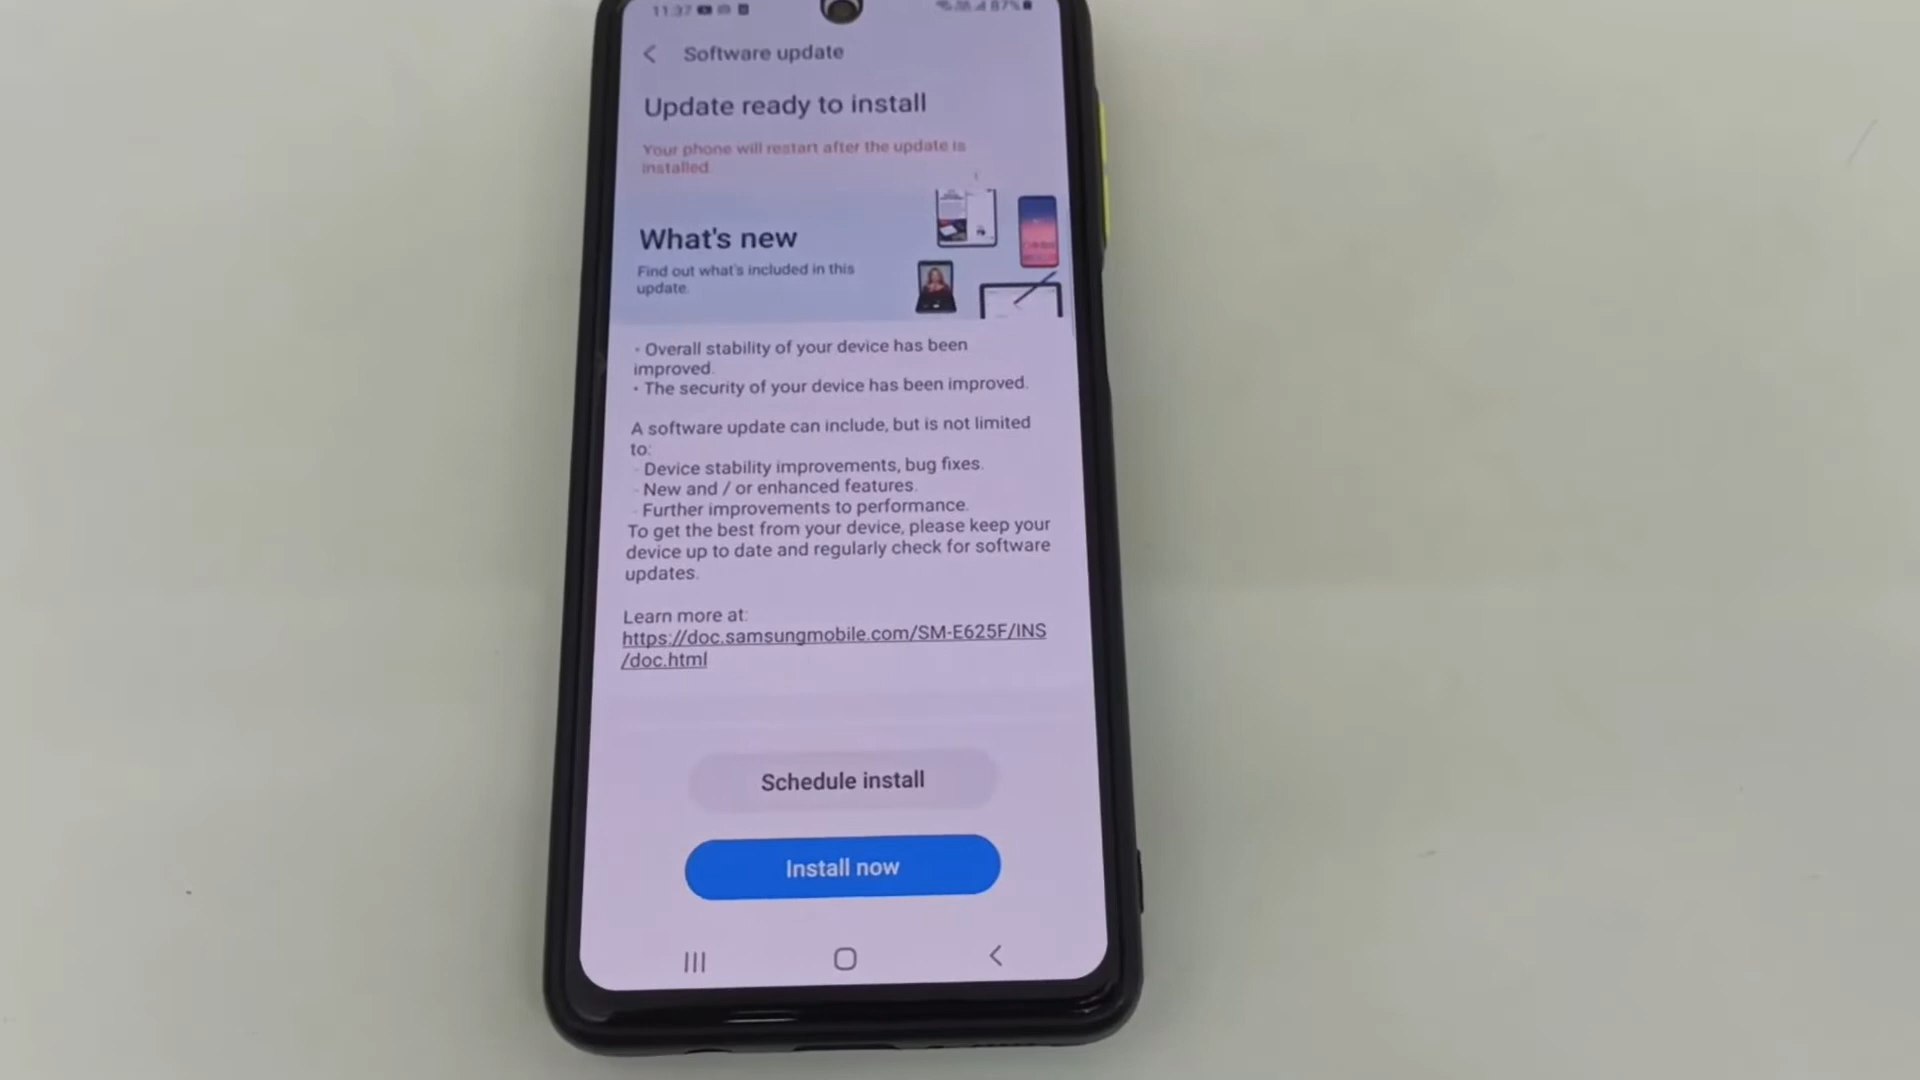 11:37
87%
Software update
Update ready to install
Your phone will restart after the update is
installed.
What's new
Find out what's included in this
update.
• Overall stability of your device has been
improved.
• The security of your device has been improved.
A software update can include, but is not limited
to:
- Device stability improvements, bug fixes.
- New and / or enhanced features.
- Further improvements to performance.
To get the best from your device, please keep your
device up to date and regularly check for software
updates.
Learn more at:
https://doc.samsungmobile.com/SM-E625F/INS
/doc.html
Schedule install
Install now